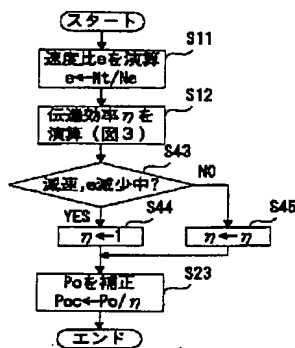 スタート
S11
速度比eを演算
e←Nt/Ne
S12
伝達効率ηを
演算(図3)
S43
減速,e減少中?
NO
YES
S44
S45
η←1
η←η
S23
Poを補正
Poc←Po/η
エンド